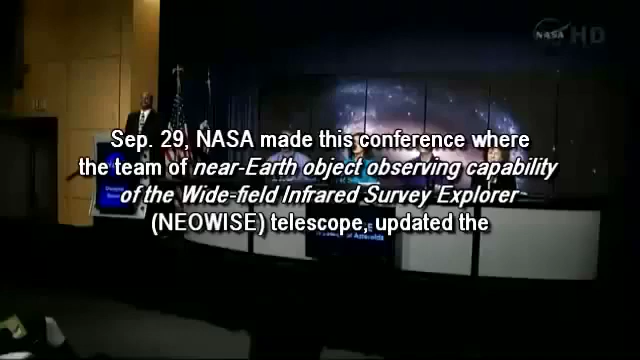 NASA HD
Sep. 29, NASA made this conference where
the team of near-Earth object observing capability
of the Wide-field Infrared Survey Explorer
(NEOWISE) telescope, updated the
Asteroids